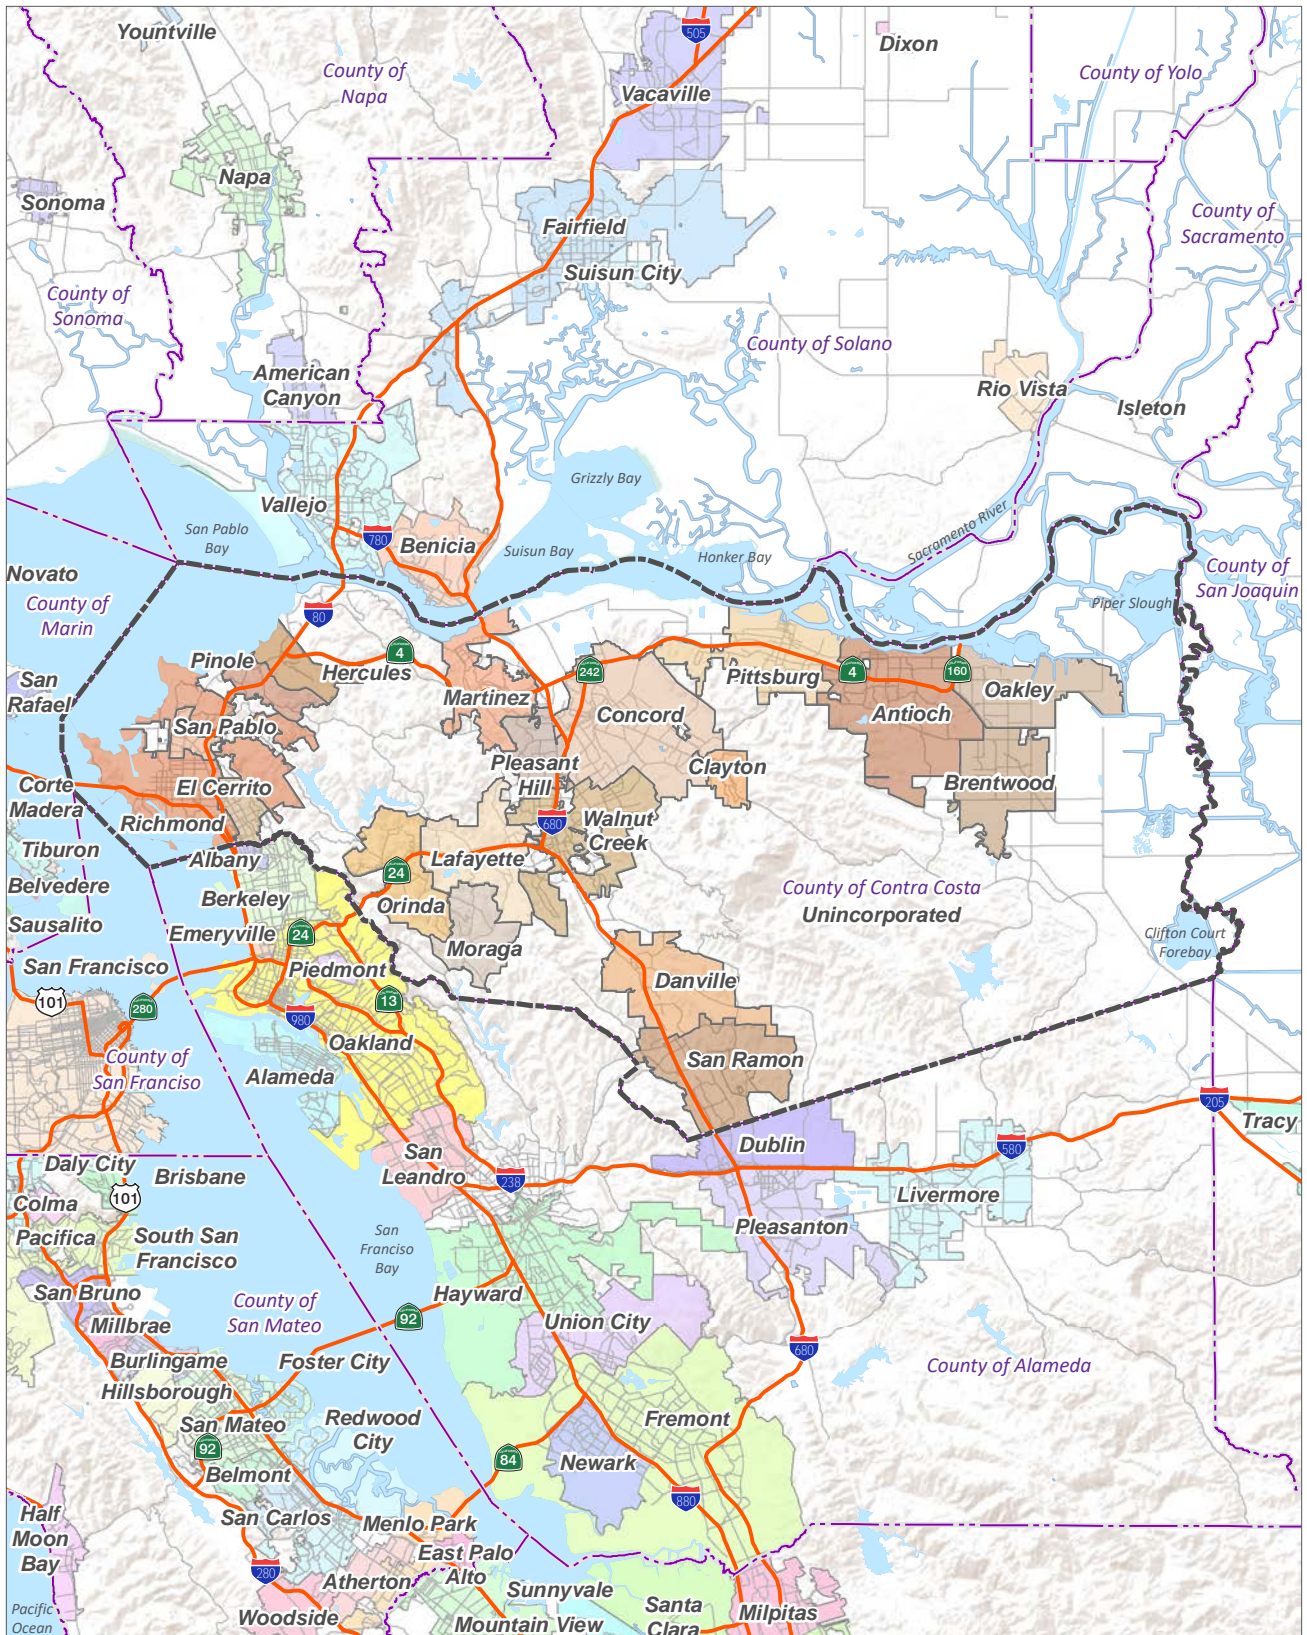 Yountville
505
Dixon
County of
Napa
County of Yolo
Vacaville
Napa
Sonoma
County of
Sacramento
Fairfield
Suisun City
County of
Sonoma
County of Solano
American
Canyon
Rio Vista
Isleton
Grizzly Bay
Vallejo
San Pablo
Bay
780
Benicia
Suisun Bay
Honker Bay
Sacramento River
Novato
County of
Marin
County of
San Joaquin
80
Piper Slough
Pinole
Hercules
4
242
Pittsburg
4
160
San
Rafael
Martinez
Oakley
San Pablo
Concord
Antioch
Pleasant
Hill
Clayton
Corte
Madera
El Cerrito
Brentwood
Richmond
680
Walnut
Creek
Tiburon
Albany
Lafayette
24
Belvedere
Berkeley
Orinda
County of Contra Costa
Unincorporated
Sausalito
Emeryville
24
Moraga
Clifton Court
Forebay
San Francisco
Piedmont
Danville
101
280
13
980
Oakland
County of
San Franciso
San Ramon
Alameda
205
Tracy
Dublin
580
San
Leandro
Daly City
Brisbane
238
101
Livermore
Colma
Pacifica
South San
Francisco
San
Franciso
Bay
Pleasanton
San Bruno
County of
San Mateo
Hayward
92
Union City
Millbrae
680
Burlingame
Foster City
County of Alameda
Hillsborough
San Mateo
Redwood
City
Fremont
92
84
Newark
Belmont
880
Half
Moon
Bay
San Carlos
Menlo Park
East Palo
Alto
280
Atherton
Sunnyvale
Pacific
Ocean
Woodside
Mountain View
Santa
Clara
Milpitas